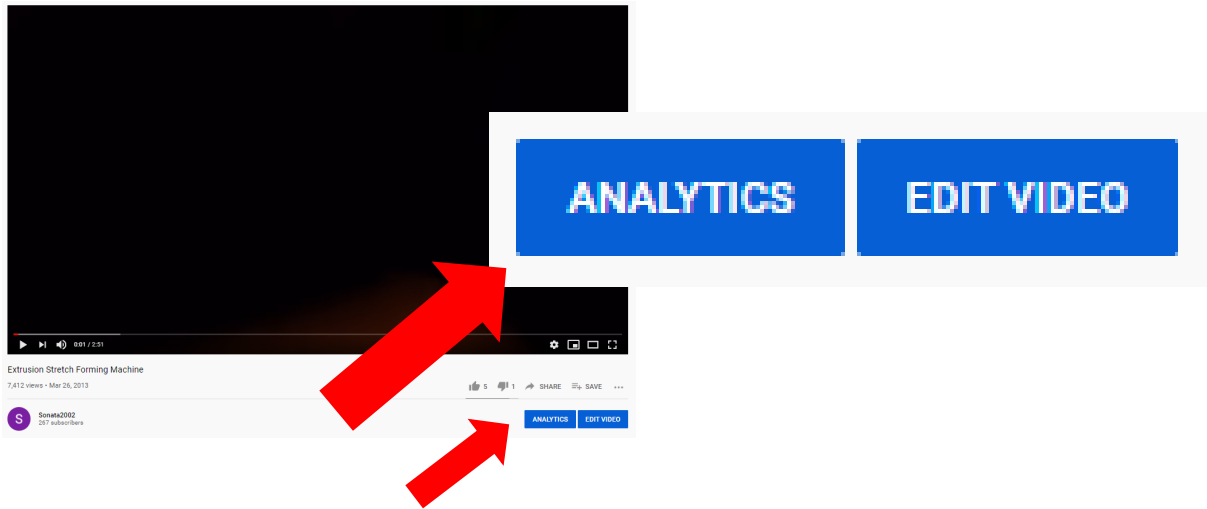 ANALYTICS EDIT VIDEO
0:01 / 2:51
Extrusion Stretch Forming Machine
7,412 views • Mar 26, 2013
5 1 SHARE SAVE
S
Sonata2002
267 subscribers
ANALYTICS EDIT VIDEO